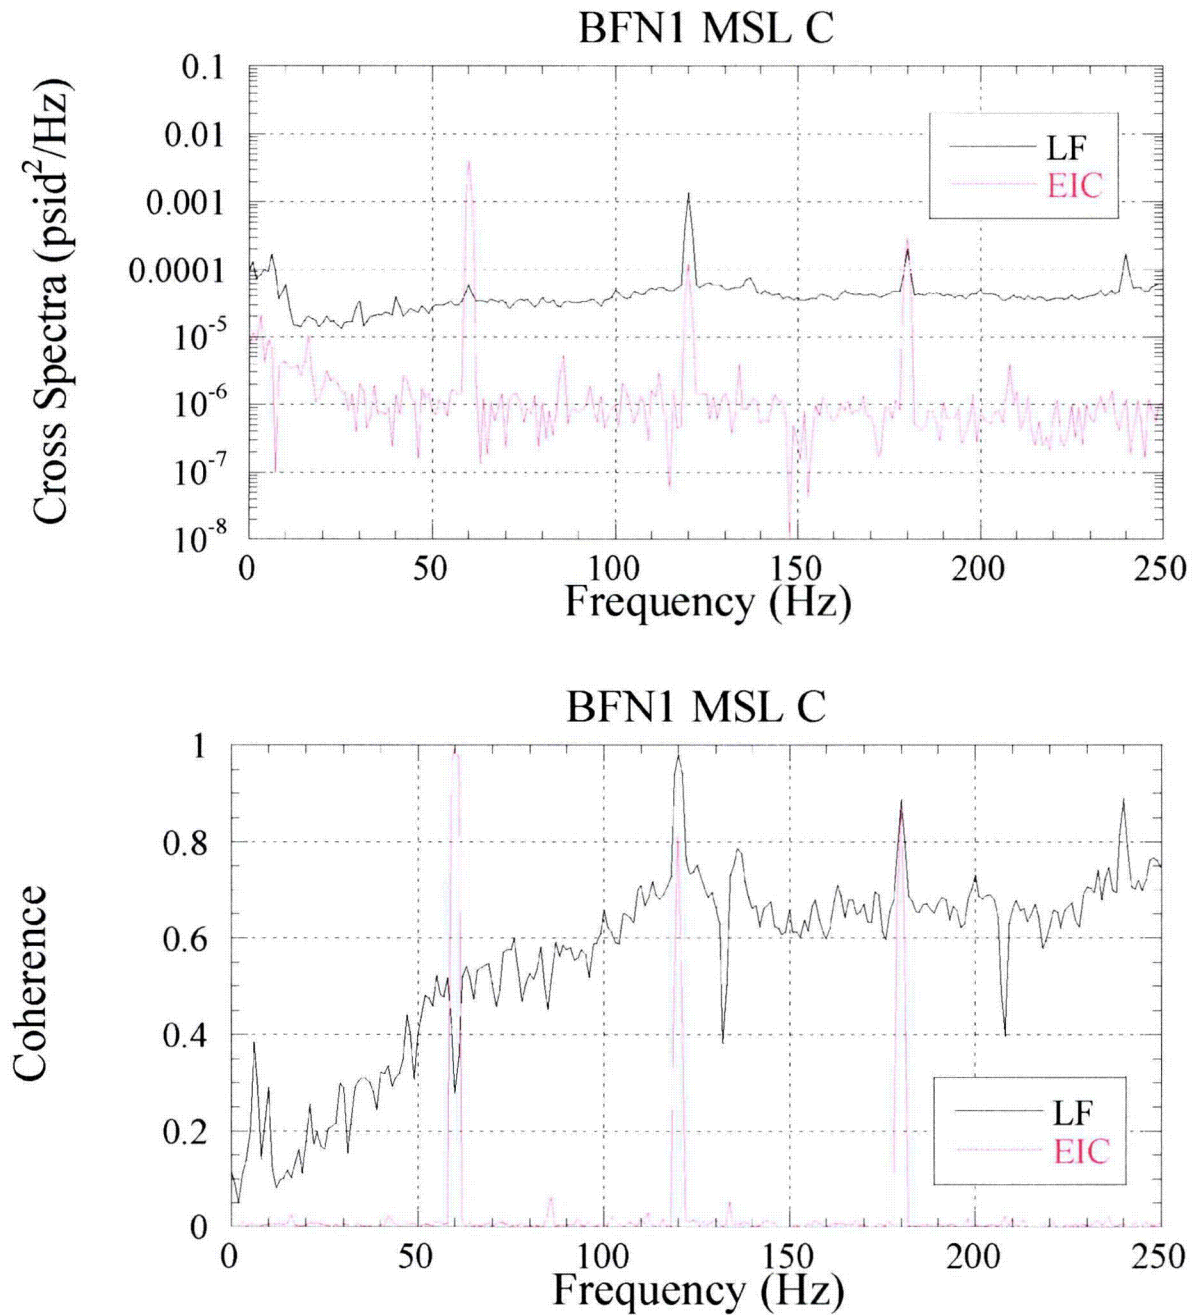 BFN1 MSL C
Cross Spectra (psid²/Hz)
0.1
0.01
0.001
0.0001
10⁻⁵
10⁻⁶
10⁻⁷
10⁻⁸
LF
EIC
0 50 100 150 200 250
Frequency (Hz)
BFN1 MSL C
Coherence
1
0.8
0.6
0.4
0.2
0
LF
EIC
0 50 100 150 200 250
Frequency (Hz)